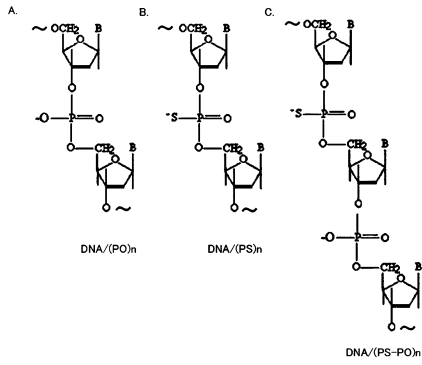 A.
B.
C.
~ OCH2 B
O
O
-O P O
O CH2 B
O
O ~
DNA/(PO)n
~ OCH2 B
O
O
-S P O
O CH2 B
O
O ~
DNA/(PS)n
~ OCH2 B
O
O
-S P O
O CH2 B
O
O
-O P O
O CH2 B
O
O ~
DNA/(PS-PO)n